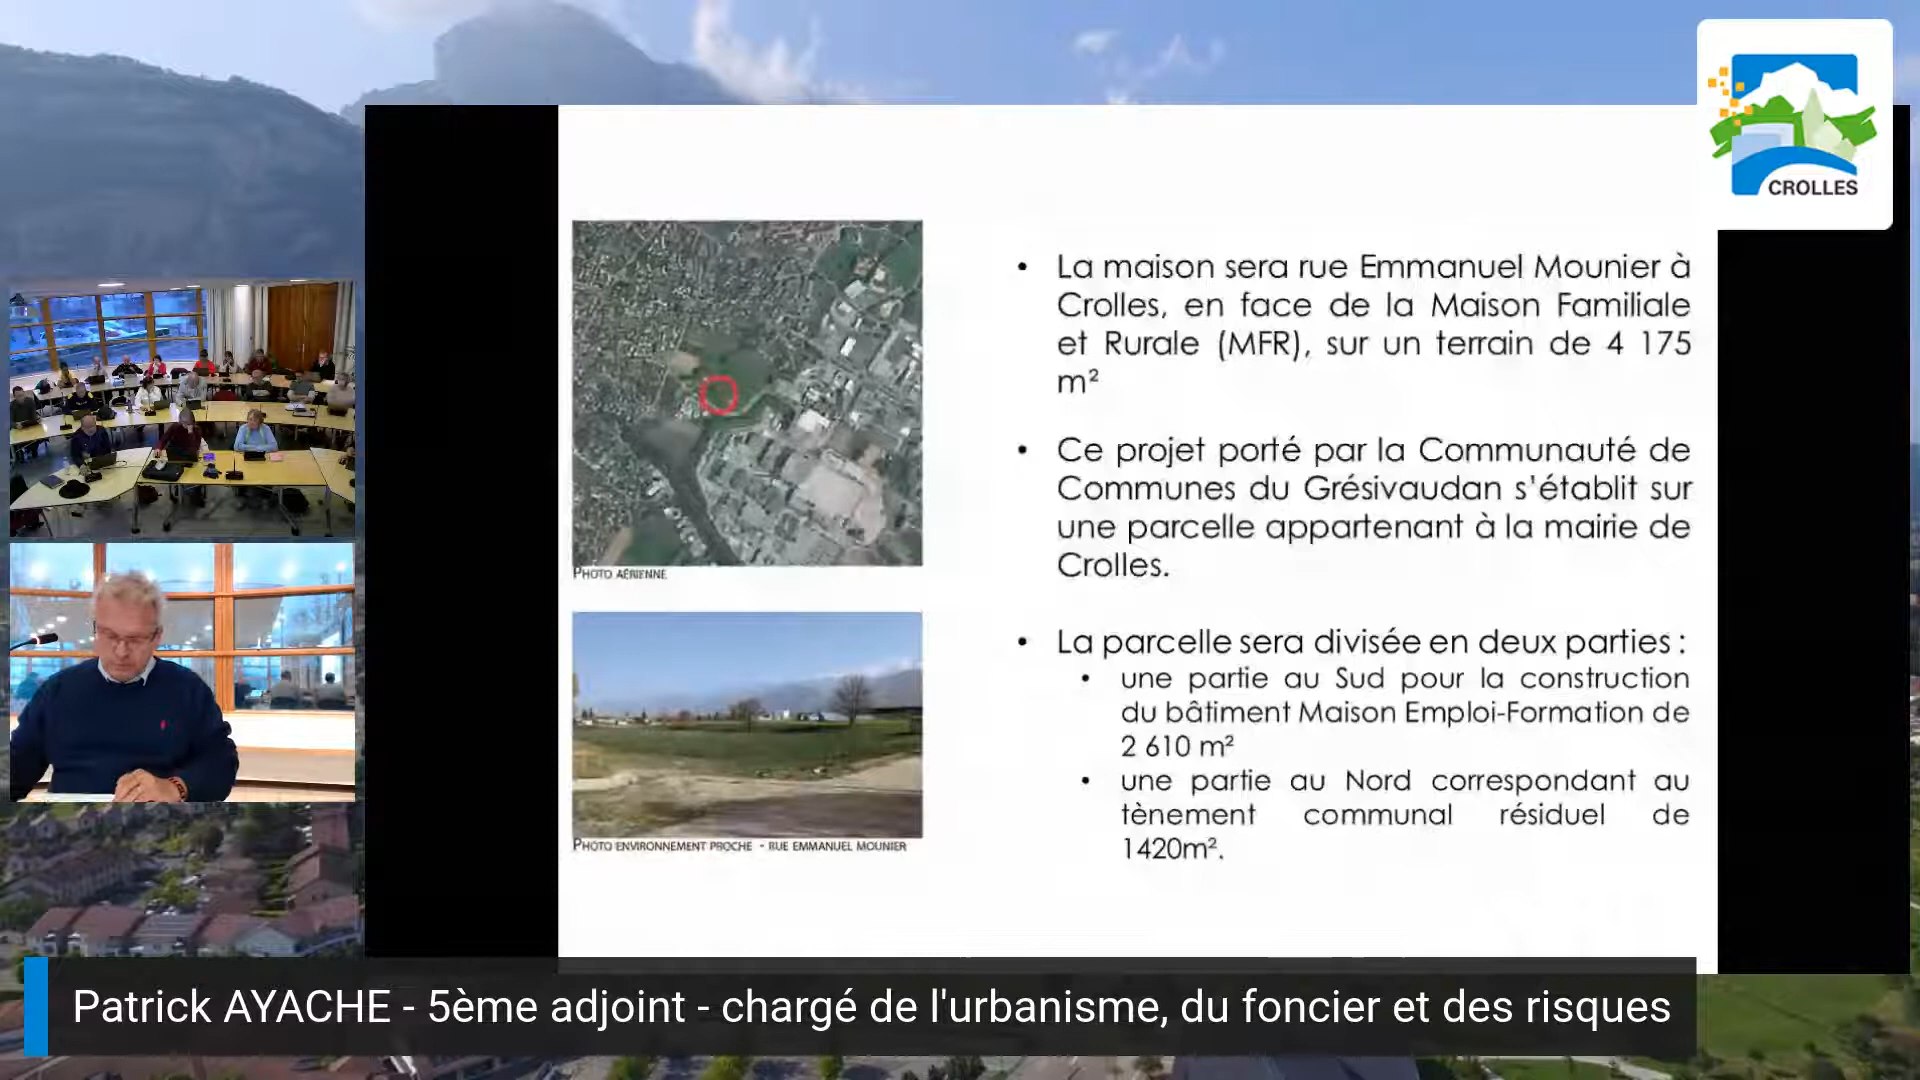 CROLLES
• La maison sera rue Emmanuel Mounier à
Crolles, en face de la Maison Familiale
et Rurale (MFR), sur un terrain de 4 175
m²
• Ce projet porté par la Communauté de
Communes du Grésivaudan s’établit sur
une parcelle appartenant à la mairie de
Crolles.
• La parcelle sera divisée en deux parties :
• une partie au Sud pour la construction
du bâtiment Maison Emploi-Formation de
2 610 m²
• une partie au Nord correspondant au
tènement communal résiduel de
1420m².
PHOTO AÉRIENNE
PHOTO ENVIRONNEMENT PROCHE - RUE EMMANUEL MOUNIER
Patrick AYACHE - 5ème adjoint - chargé de l'urbanisme, du foncier et des risques